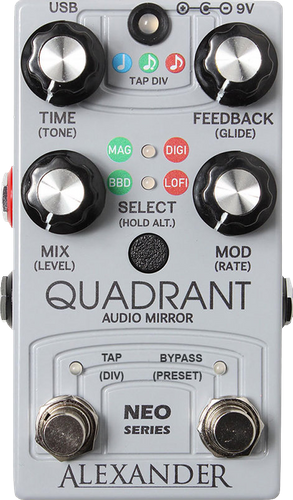 USB 9V
TAP DIV
TIME FEEDBACK
(TONE) (GLIDE)
MAG DIGI
BBD LOFI
SELECT
(HOLD ALT.)
MIX MOD
(LEVEL) (RATE)
QUADRANT
AUDIO MIRROR
TAP BYPASS
(DIV) (PRESET)
NEO
SERIES
ALEXANDER